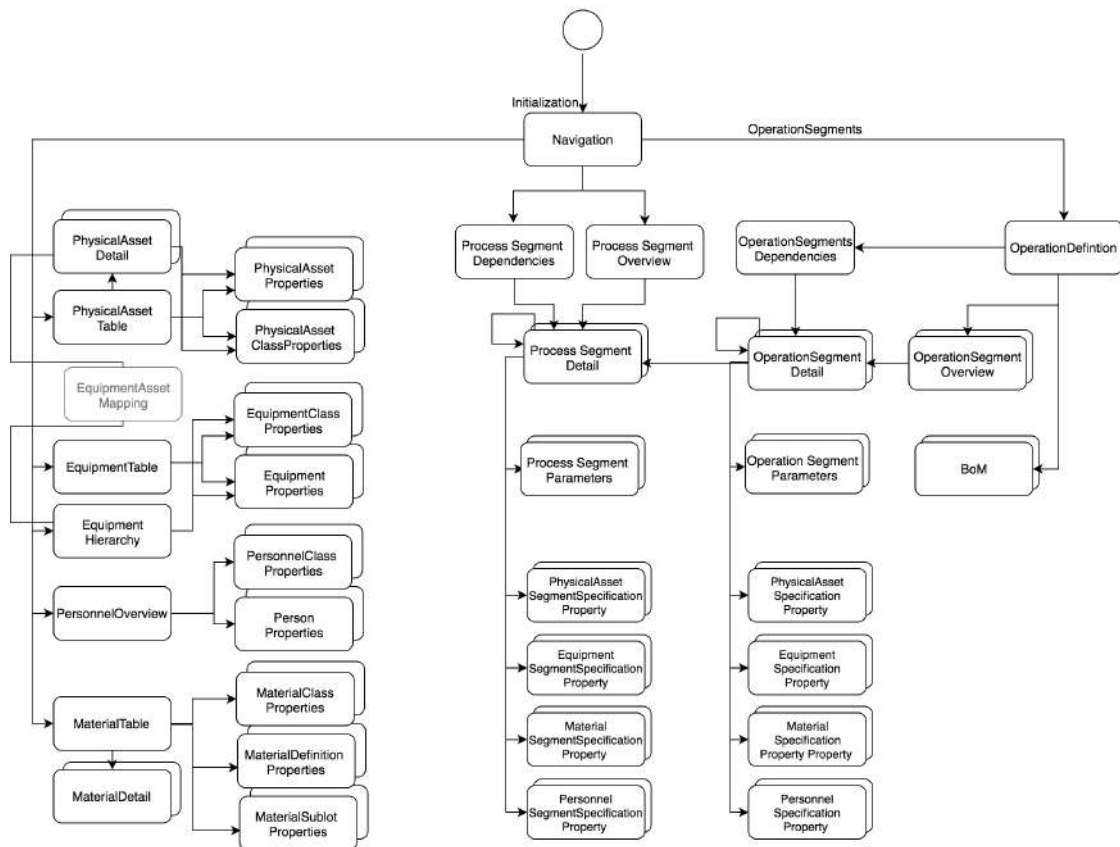 Initialization
Navigation
OperationSegments
PhysicalAsset
Detail
PhysicalAsset
Table
PhysicalAsset
Properties
PhysicalAsset
ClassProperties
EquipmentAsset
Mapping
EquipmentTable
Equipment
Hierarchy
EquipmentClass
Properties
Equipment
Properties
PersonnelOverview
PersonnelClass
Properties
Person
Properties
MaterialTable
MaterialDetail
MaterialClass
Properties
MaterialDefinition
Properties
MaterialSublot
Properties
Process Segment
Dependencies
Process Segment
Overview
Process Segment
Detail
Process Segment
Parameters
PhysicalAsset
SegmentSpecification
Property
Equipment
SegmentSpecification
Property
Material
SegmentSpecification
Property
Personnel
SegmentSpecification
Property
OperationSegments
Dependencies
OperationDefintion
OperationSegment
Detail
OperationSegment
Overview
Operation Segment
Parameters
BoM
PhysicalAsset
Specification
Property
Equipment
Specification
Property
Material
Specification
Property Property
Personnel
Specification
Property